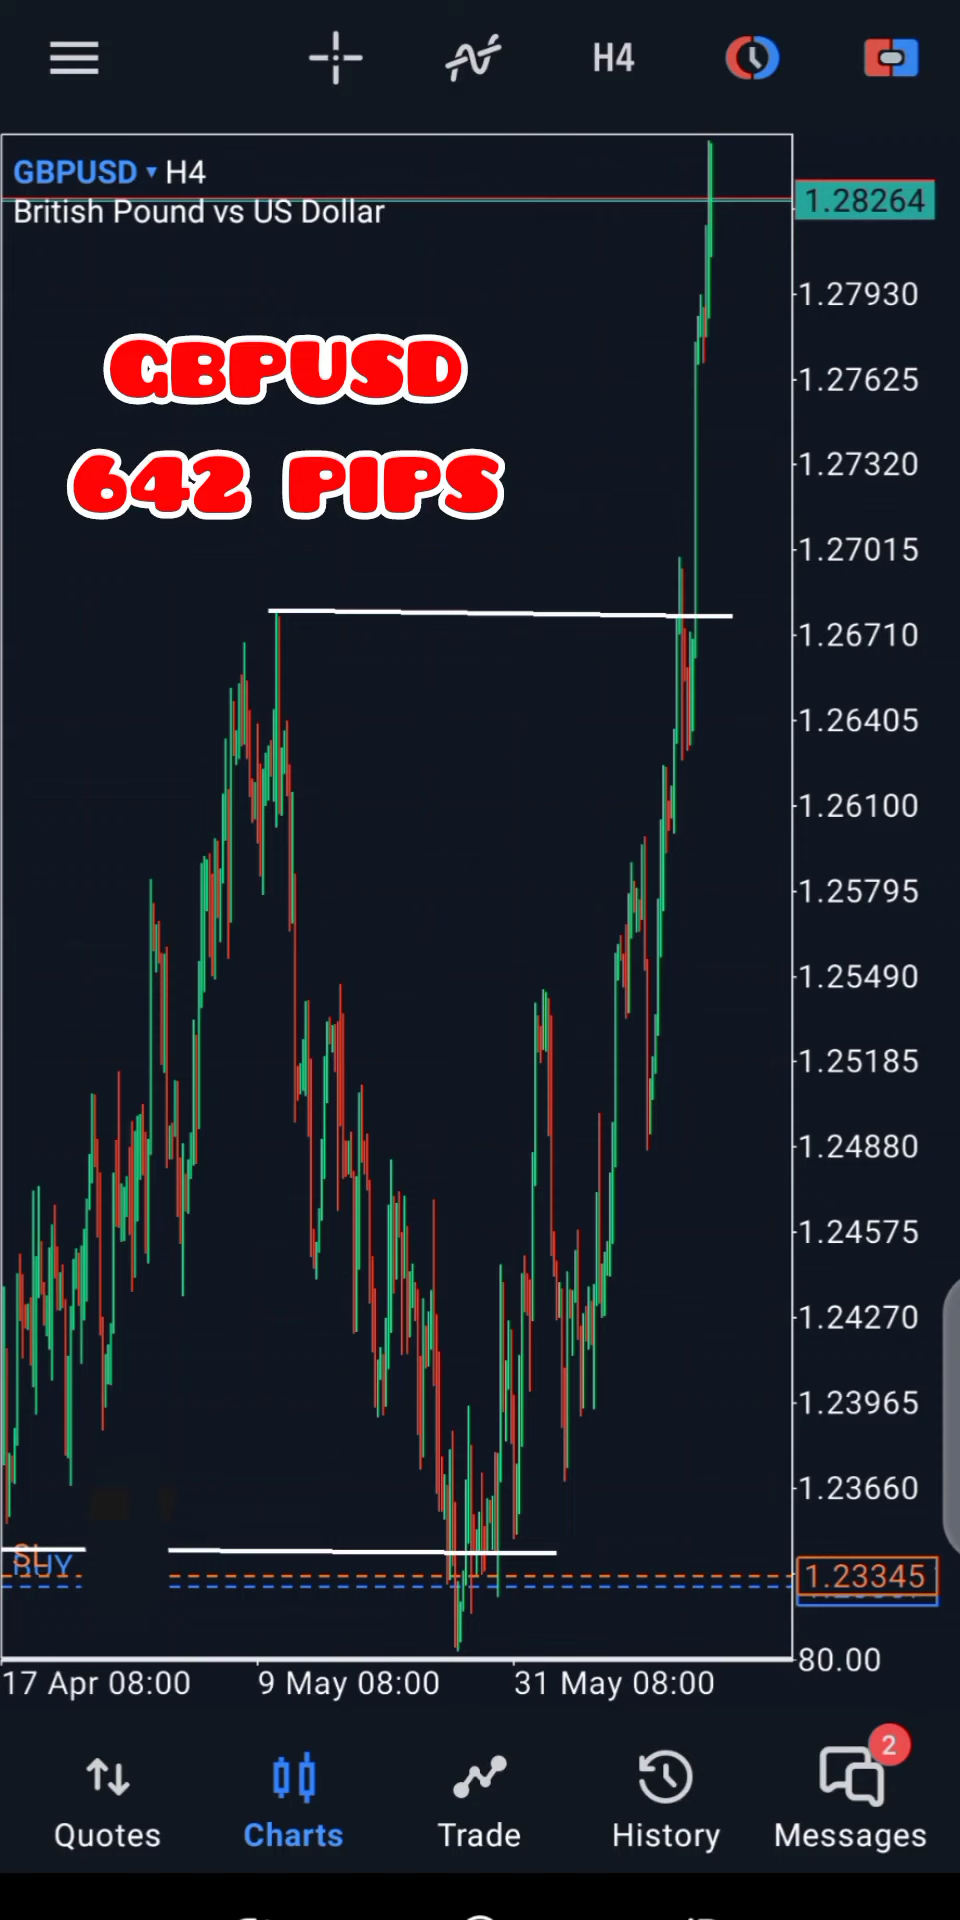 H4
GBPUSD ▾ H4
British Pound vs US Dollar
1.28264
1.27930
GBPUSD
1.27625
642 PIPS
1.27320
1.27015
1.26710
1.26405
1.26100
1.25795
1.25490
1.25185
1.24880
1.24575
1.24270
1.23965
1.23660
SL
BUY
1.23345
80.00
17 Apr 08:00 9 May 08:00 31 May 08:00
2
Quotes Charts Trade History Messages